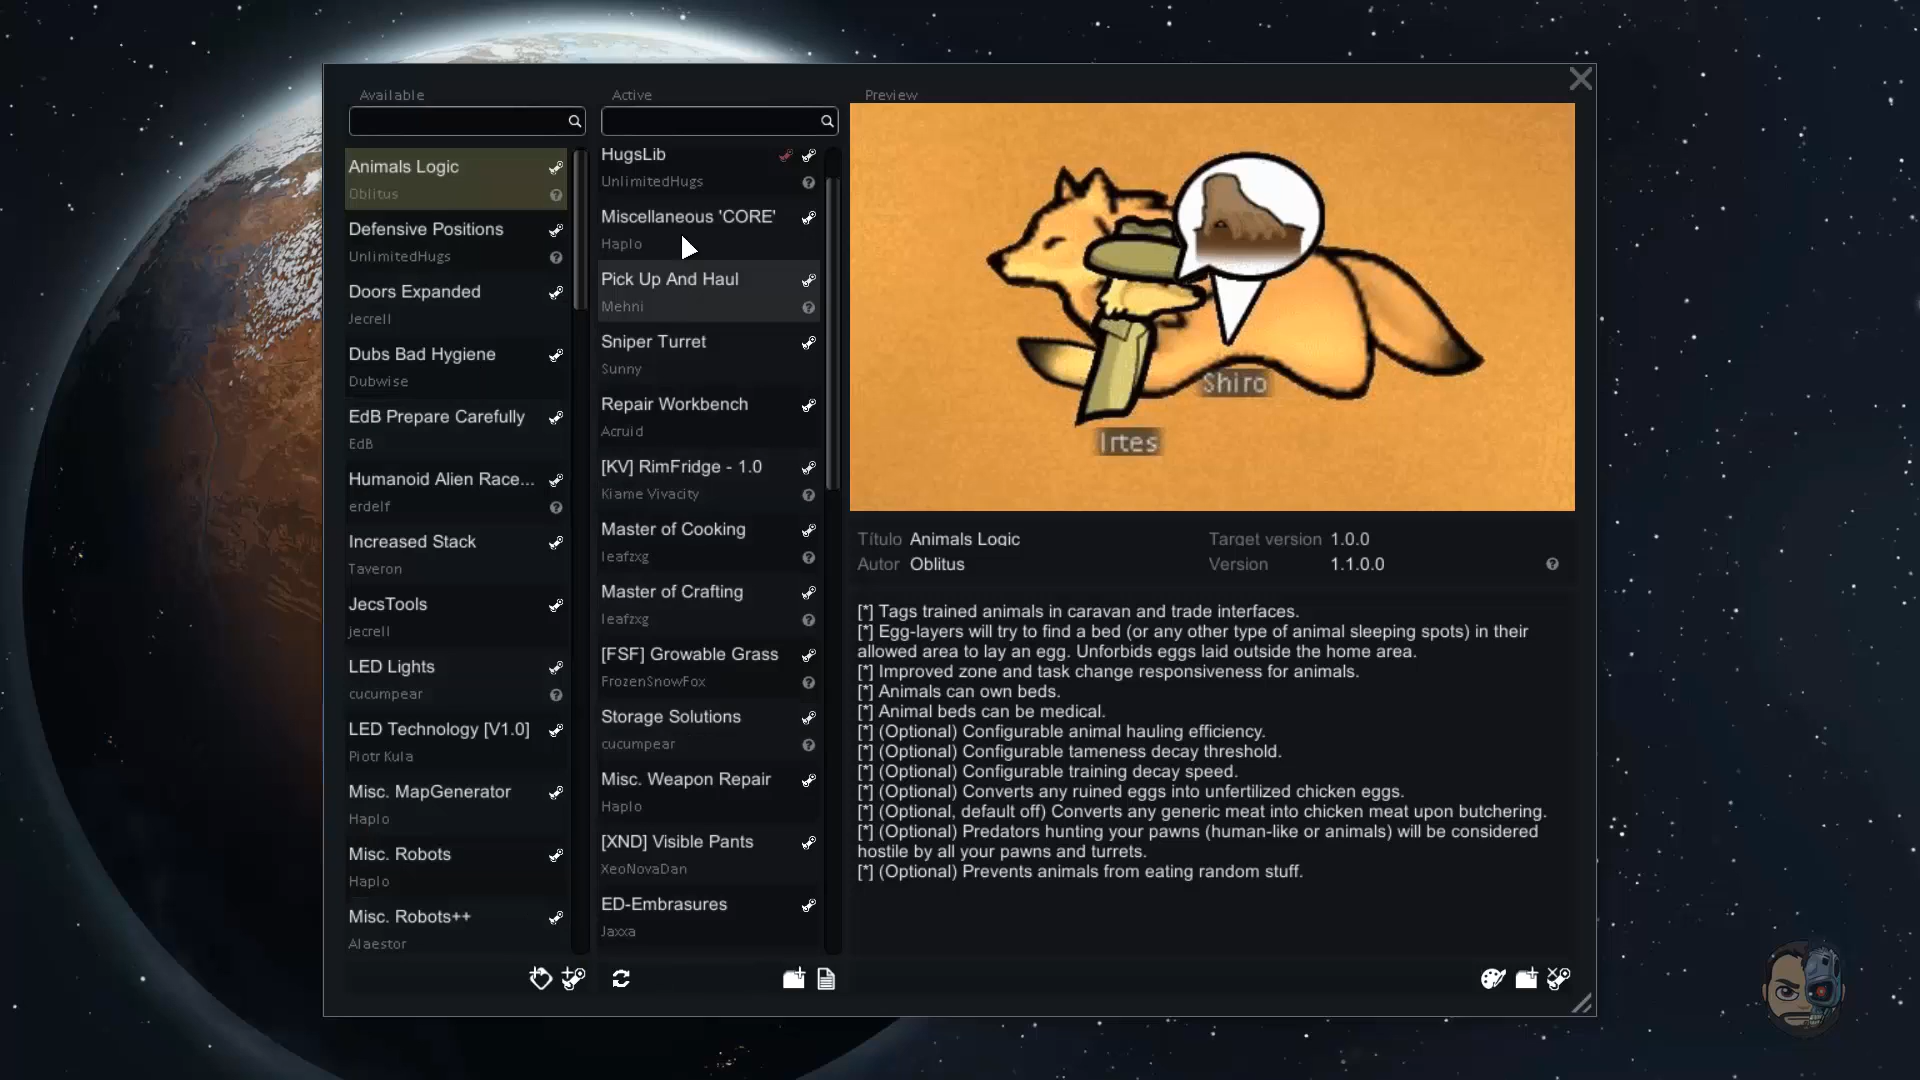 Available
Active
Preview
Animals Logic
Oblitus
Defensive Positions
UnlimitedHugs
Doors Expanded
Jecrell
Dubs Bad Hygiene
Dubwise
EdB Prepare Carefully
EdB
Humanoid Alien Race...
erdelf
Increased Stack
Taveron
JecsTools
jecrell
LED Lights
cucumpear
LED Technology [V1.0]
Piotr Kula
Misc. MapGenerator
Haplo
Misc. Robots
Haplo
Misc. Robots++
Alaestor
HugsLib
UnlimitedHugs
Miscellaneous 'CORE'
Haplo
Pick Up And Haul
Mehni
Sniper Turret
Sunny
Repair Workbench
Acruid
[KV] RimFridge - 1.0
Kiame Vivacity
Master of Cooking
leafzxg
Master of Crafting
leafzxg
[FSF] Growable Grass
FrozenSnowFox
Storage Solutions
cucumpear
Misc. Weapon Repair
Haplo
[XND] Visible Pants
XeoNovaDan
ED-Embrasures
Jaxxa
Shiro
Irtes
Título Animals Logic
Target version 1.0.0
Autor Oblitus
Version 1.1.0.0
[*] Tags trained animals in caravan and trade interfaces.
[*] Egg-layers will try to find a bed (or any other type of animal sleeping spots) in their
allowed area to lay an egg. Unforbids eggs laid outside the home area.
[*] Improved zone and task change responsiveness for animals.
[*] Animals can own beds.
[*] Animal beds can be medical.
[*] (Optional) Configurable animal hauling efficiency.
[*] (Optional) Configurable tameness decay threshold.
[*] (Optional) Configurable training decay speed.
[*] (Optional) Converts any ruined eggs into unfertilized chicken eggs.
[*] (Optional, default off) Converts any generic meat into chicken meat upon butchering.
[*] (Optional) Predators hunting your pawns (human-like or animals) will be considered
hostile by all your pawns and turrets.
[*] (Optional) Prevents animals from eating random stuff.